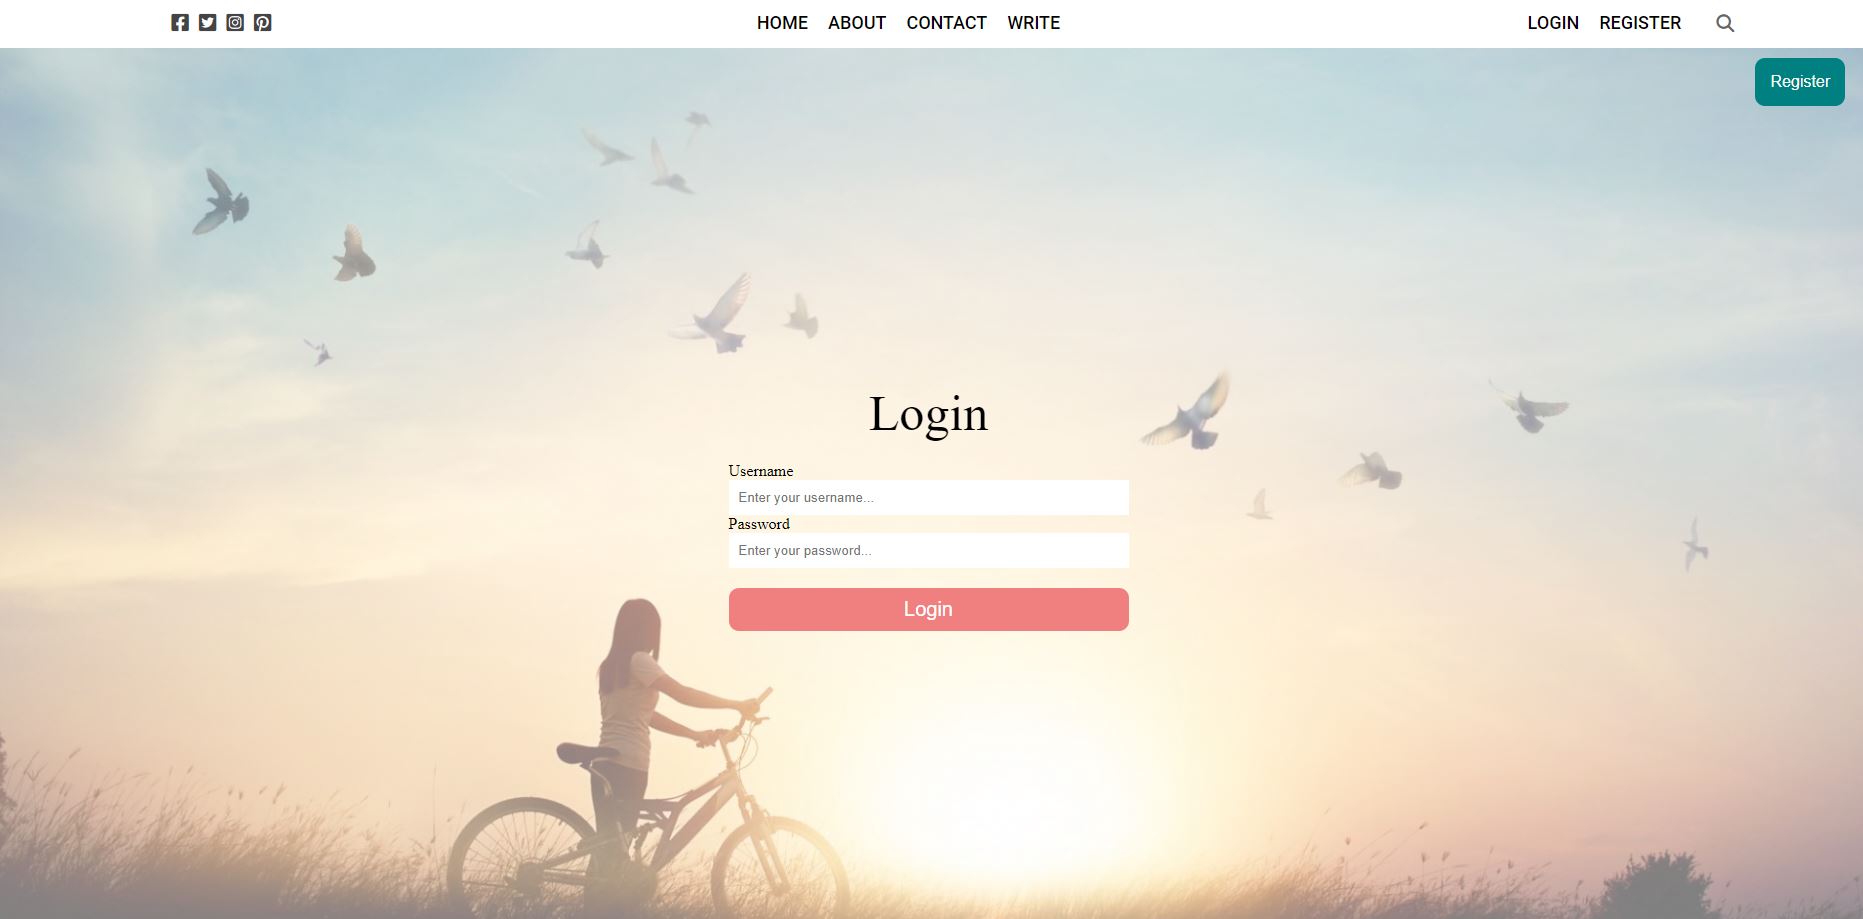 HOME ABOUT CONTACT WRITE LOGIN REGISTER
Register
Login
Username
Enter your username...
Password
Enter your password...
Login